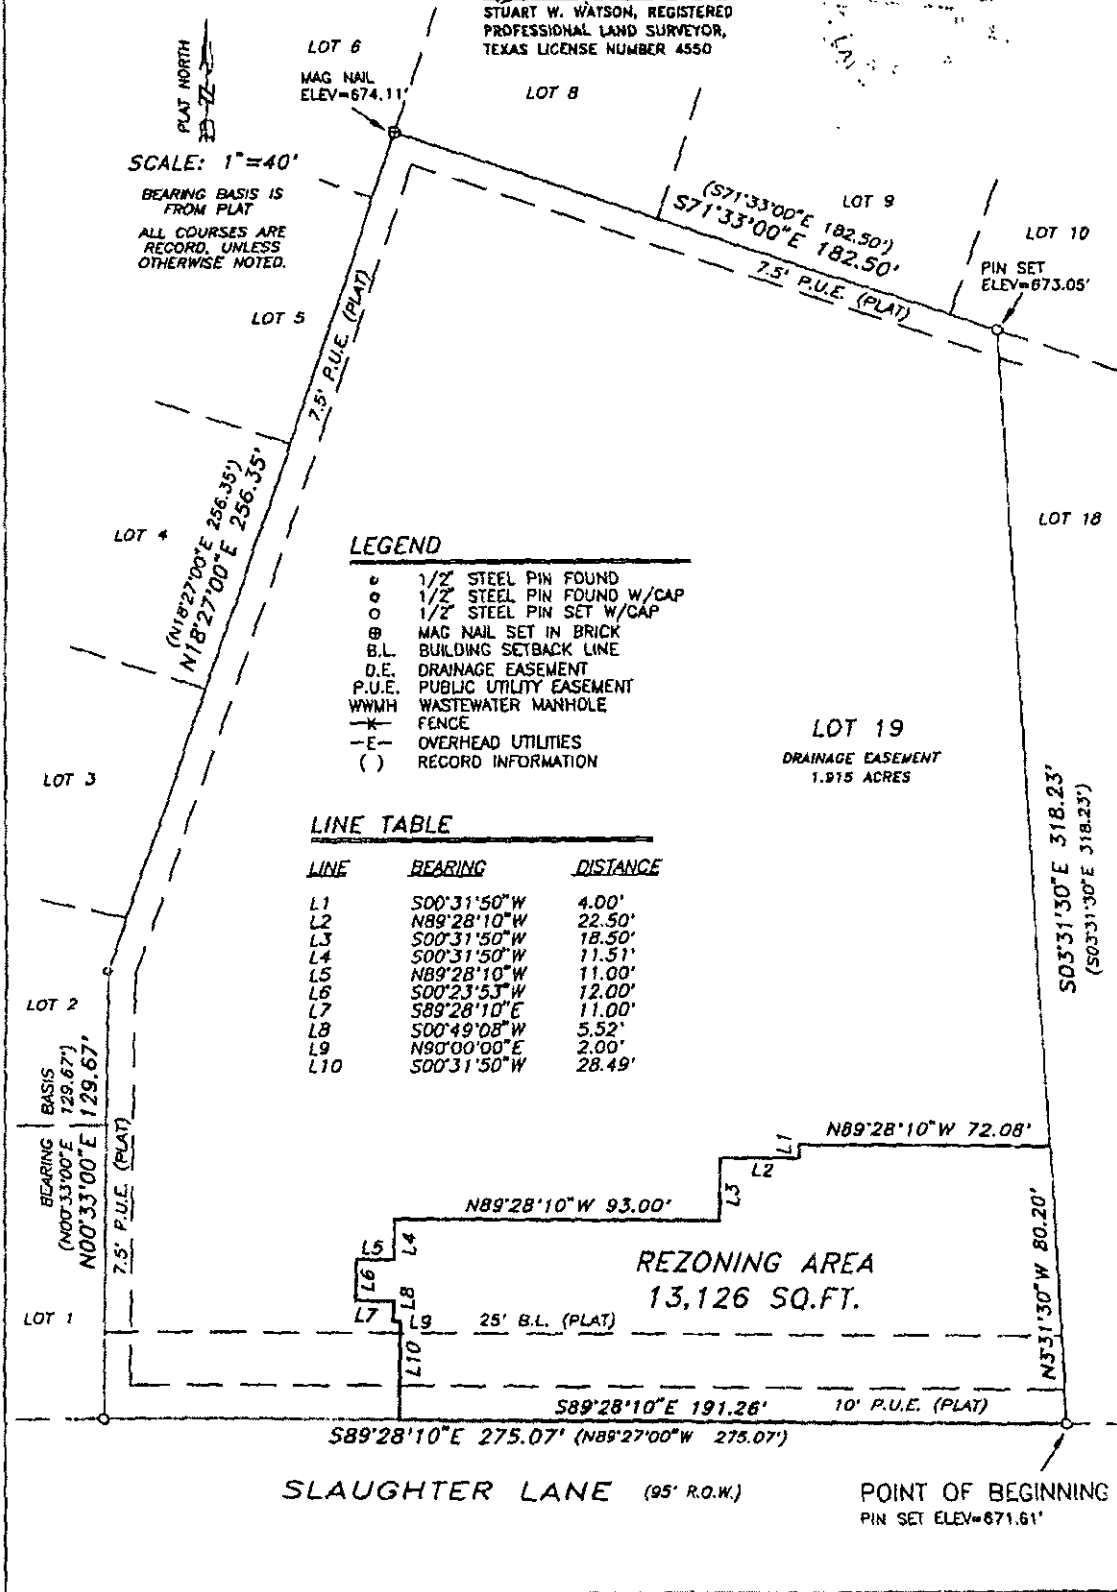 STUART W. WATSON, REGISTERED
PROFESSIONAL LAND SURVEYOR,
TEXAS LICENSE NUMBER 4550
PLAT NORTH
SCALE: 1"=40'
BEARING BASIS IS
FROM PLAT
ALL COURSES ARE
RECORD, UNLESS
OTHERWISE NOTED.
LOT 6
MAG NAIL
ELEV=674.11'
LOT 8
(S71°33'00"E 182.50')
S71°33'00"E 182.50'
7.5' P.U.E. (PLAT)
LOT 9
LOT 10
PIN SET
ELEV=673.05'
LOT 5
7.5' P.U.E. (PLAT)
(N18°27'00"E 256.35')
N18°27'00"E 256.35'
LOT 4
LOT 18
LEGEND
1/2" STEEL PIN FOUND
1/2" STEEL PIN FOUND W/CAP
1/2" STEEL PIN SET W/CAP
MAG NAIL SET IN BRICK
B.L. BUILDING SETBACK LINE
D.E. DRAINAGE EASEMENT
P.U.E. PUBLIC UTILITY EASEMENT
WWMH WASTEWATER MANHOLE
—X— FENCE
—E— OVERHEAD UTILITIES
( ) RECORD INFORMATION
LOT 19
DRAINAGE EASEMENT
1.915 ACRES
LOT 3
S03°31'30"E 318.23'
(S03°31'30"E 318.23')
LINE TABLE
LINE BEARING DISTANCE
L1 S00°31'50"W 4.00'
L2 N89°28'10"W 22.50'
L3 S00°31'50"W 18.50'
L4 S00°31'50"W 11.51'
L5 N89°28'10"W 11.00'
L6 S00°23'53"W 12.00'
L7 S89°28'10"E 11.00'
L8 S00°49'08"W 5.52'
L9 N90°00'00"E 2.00'
L10 S00°31'50"W 28.49'
LOT 2
BEARING BASIS
(N00°33'00"E 129.67')
N00°33'00"E 129.67'
7.5' P.U.E. (PLAT)
LOT 1
N89°28'10"W 72.08'
L1
L2
L3
N89°28'10"W 93.00'
L4
L5
L6
L7
L8
L9
L10
REZONING AREA
13,126 SQ.FT.
25' B.L. (PLAT)
N3°31'30"W 80.20'
S89°28'10"E 191.26'
10' P.U.E. (PLAT)
S89°28'10"E 275.07' (N89°27'00"W 275.07')
SLAUGHTER LANE (95' R.O.W.)
POINT OF BEGINNING
PIN SET ELEV=671.61'